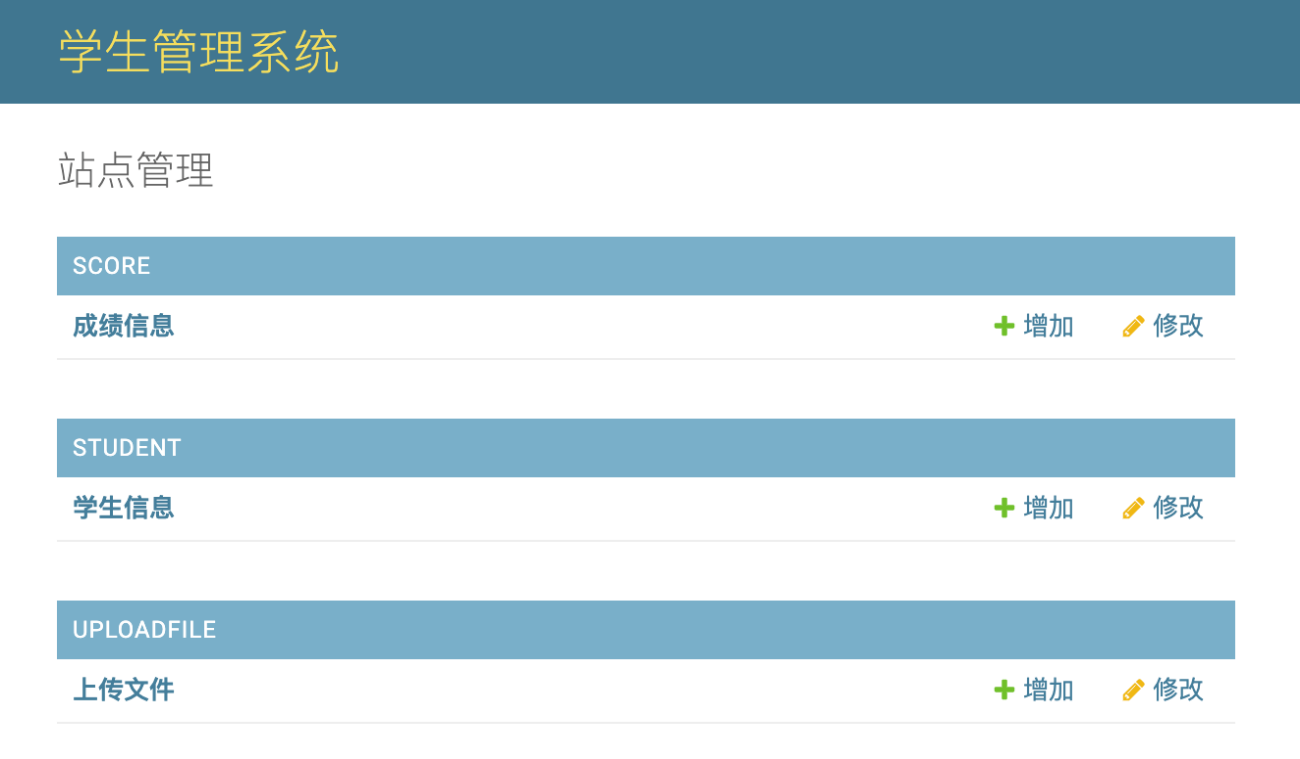 学生管理系统
站点管理
SCORE
成绩信息 增加 修改
STUDENT
学生信息 增加 修改
UPLOADFILE
上传文件 增加 修改